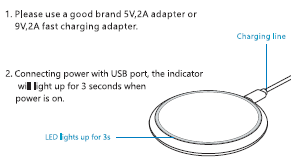 1. Please use a good brand 5V,2A adapter or
9V,2A fast charging adapter.
Charging line
2. Connecting power with USB port, the indicator
will light up for 3 seconds when
power is on.
LED lights up for 3s